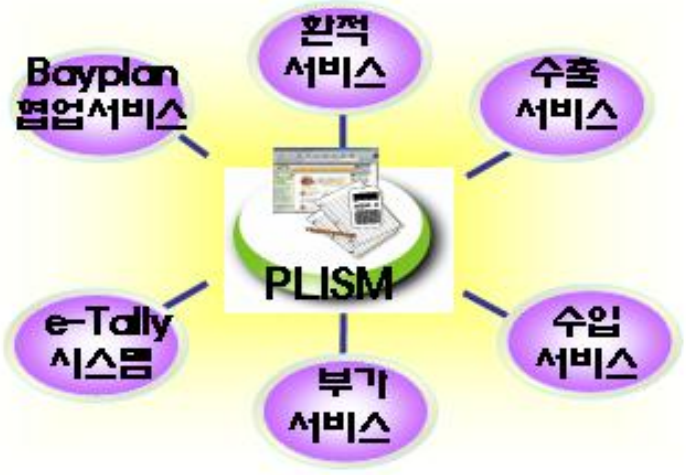 환적
서비스
Bayplan
협업서비스
수출
서비스
PLISM
e-Tally
시스템
수입
서비스
부가
서비스